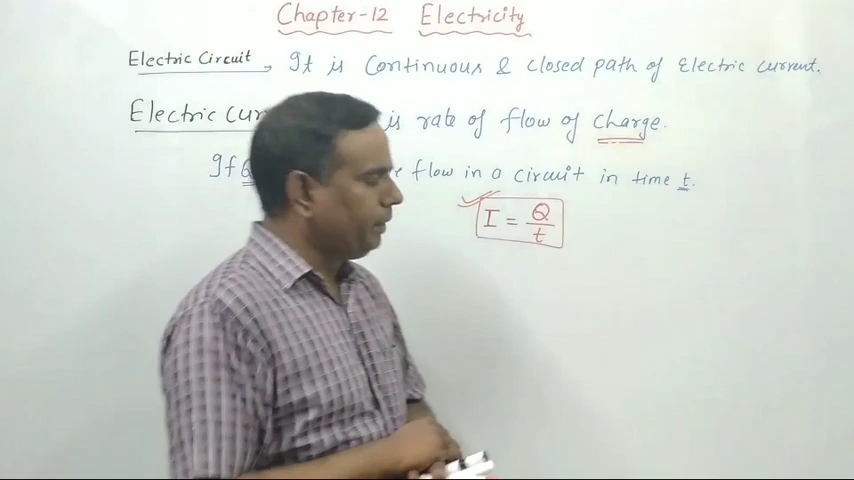 Chapter-12 Electricity
Electric Circuit → It is Continuous & closed path of Electric current.
Electric is rate of flow of charge.
If Q flow in a circuit in time t.
I = Q/t